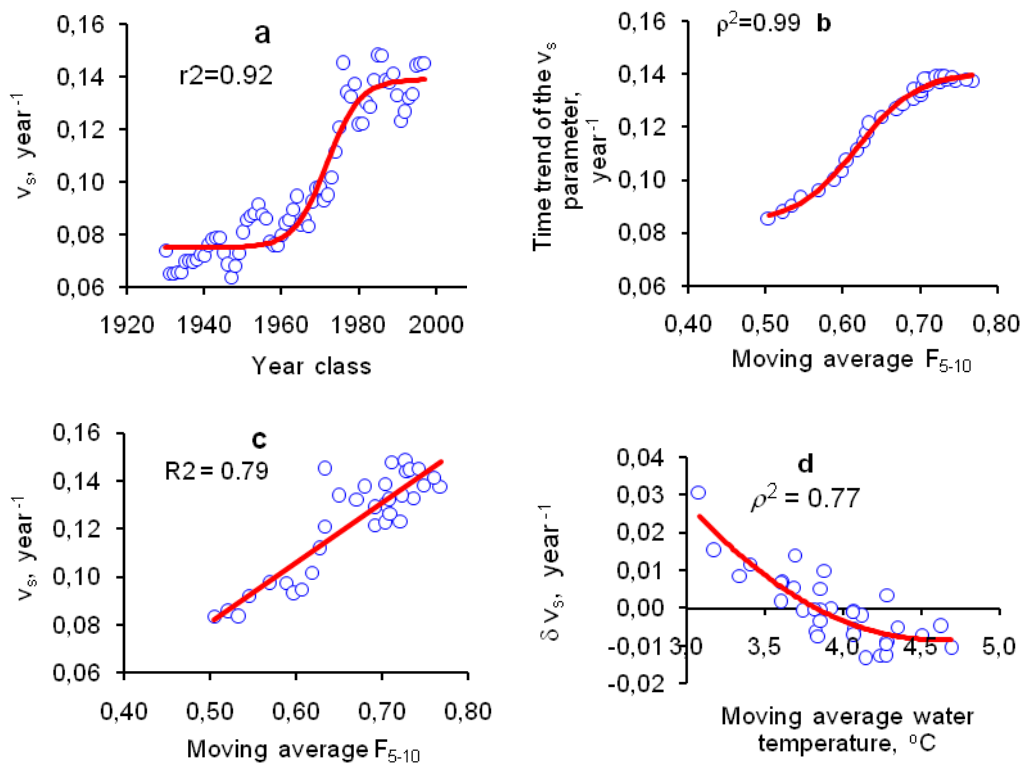 a
r2=0.92
0,16
0,14
0,12
0,10
0,08
0,06
vs, year-1
1920
1940
1960
1980
2000
Year class
ρ2=0.99
b
0,16
0,14
0,12
0,10
0,08
0,06
Time trend of the vs
parameter,
year-1
0,40
0,50
0,60
0,70
0,80
Moving average F5-10
c
R2 = 0.79
0,16
0,14
0,12
0,10
0,08
0,06
vs, year-1
0,40
0,50
0,60
0,70
0,80
Moving average F5-10
d
ρ2 = 0.77
0,04
0,03
0,02
0,01
0,00
-0,01
-0,02
δ vs, year-1
3,0
3,5
4,0
4,5
5,0
Moving average water
temperature, oC